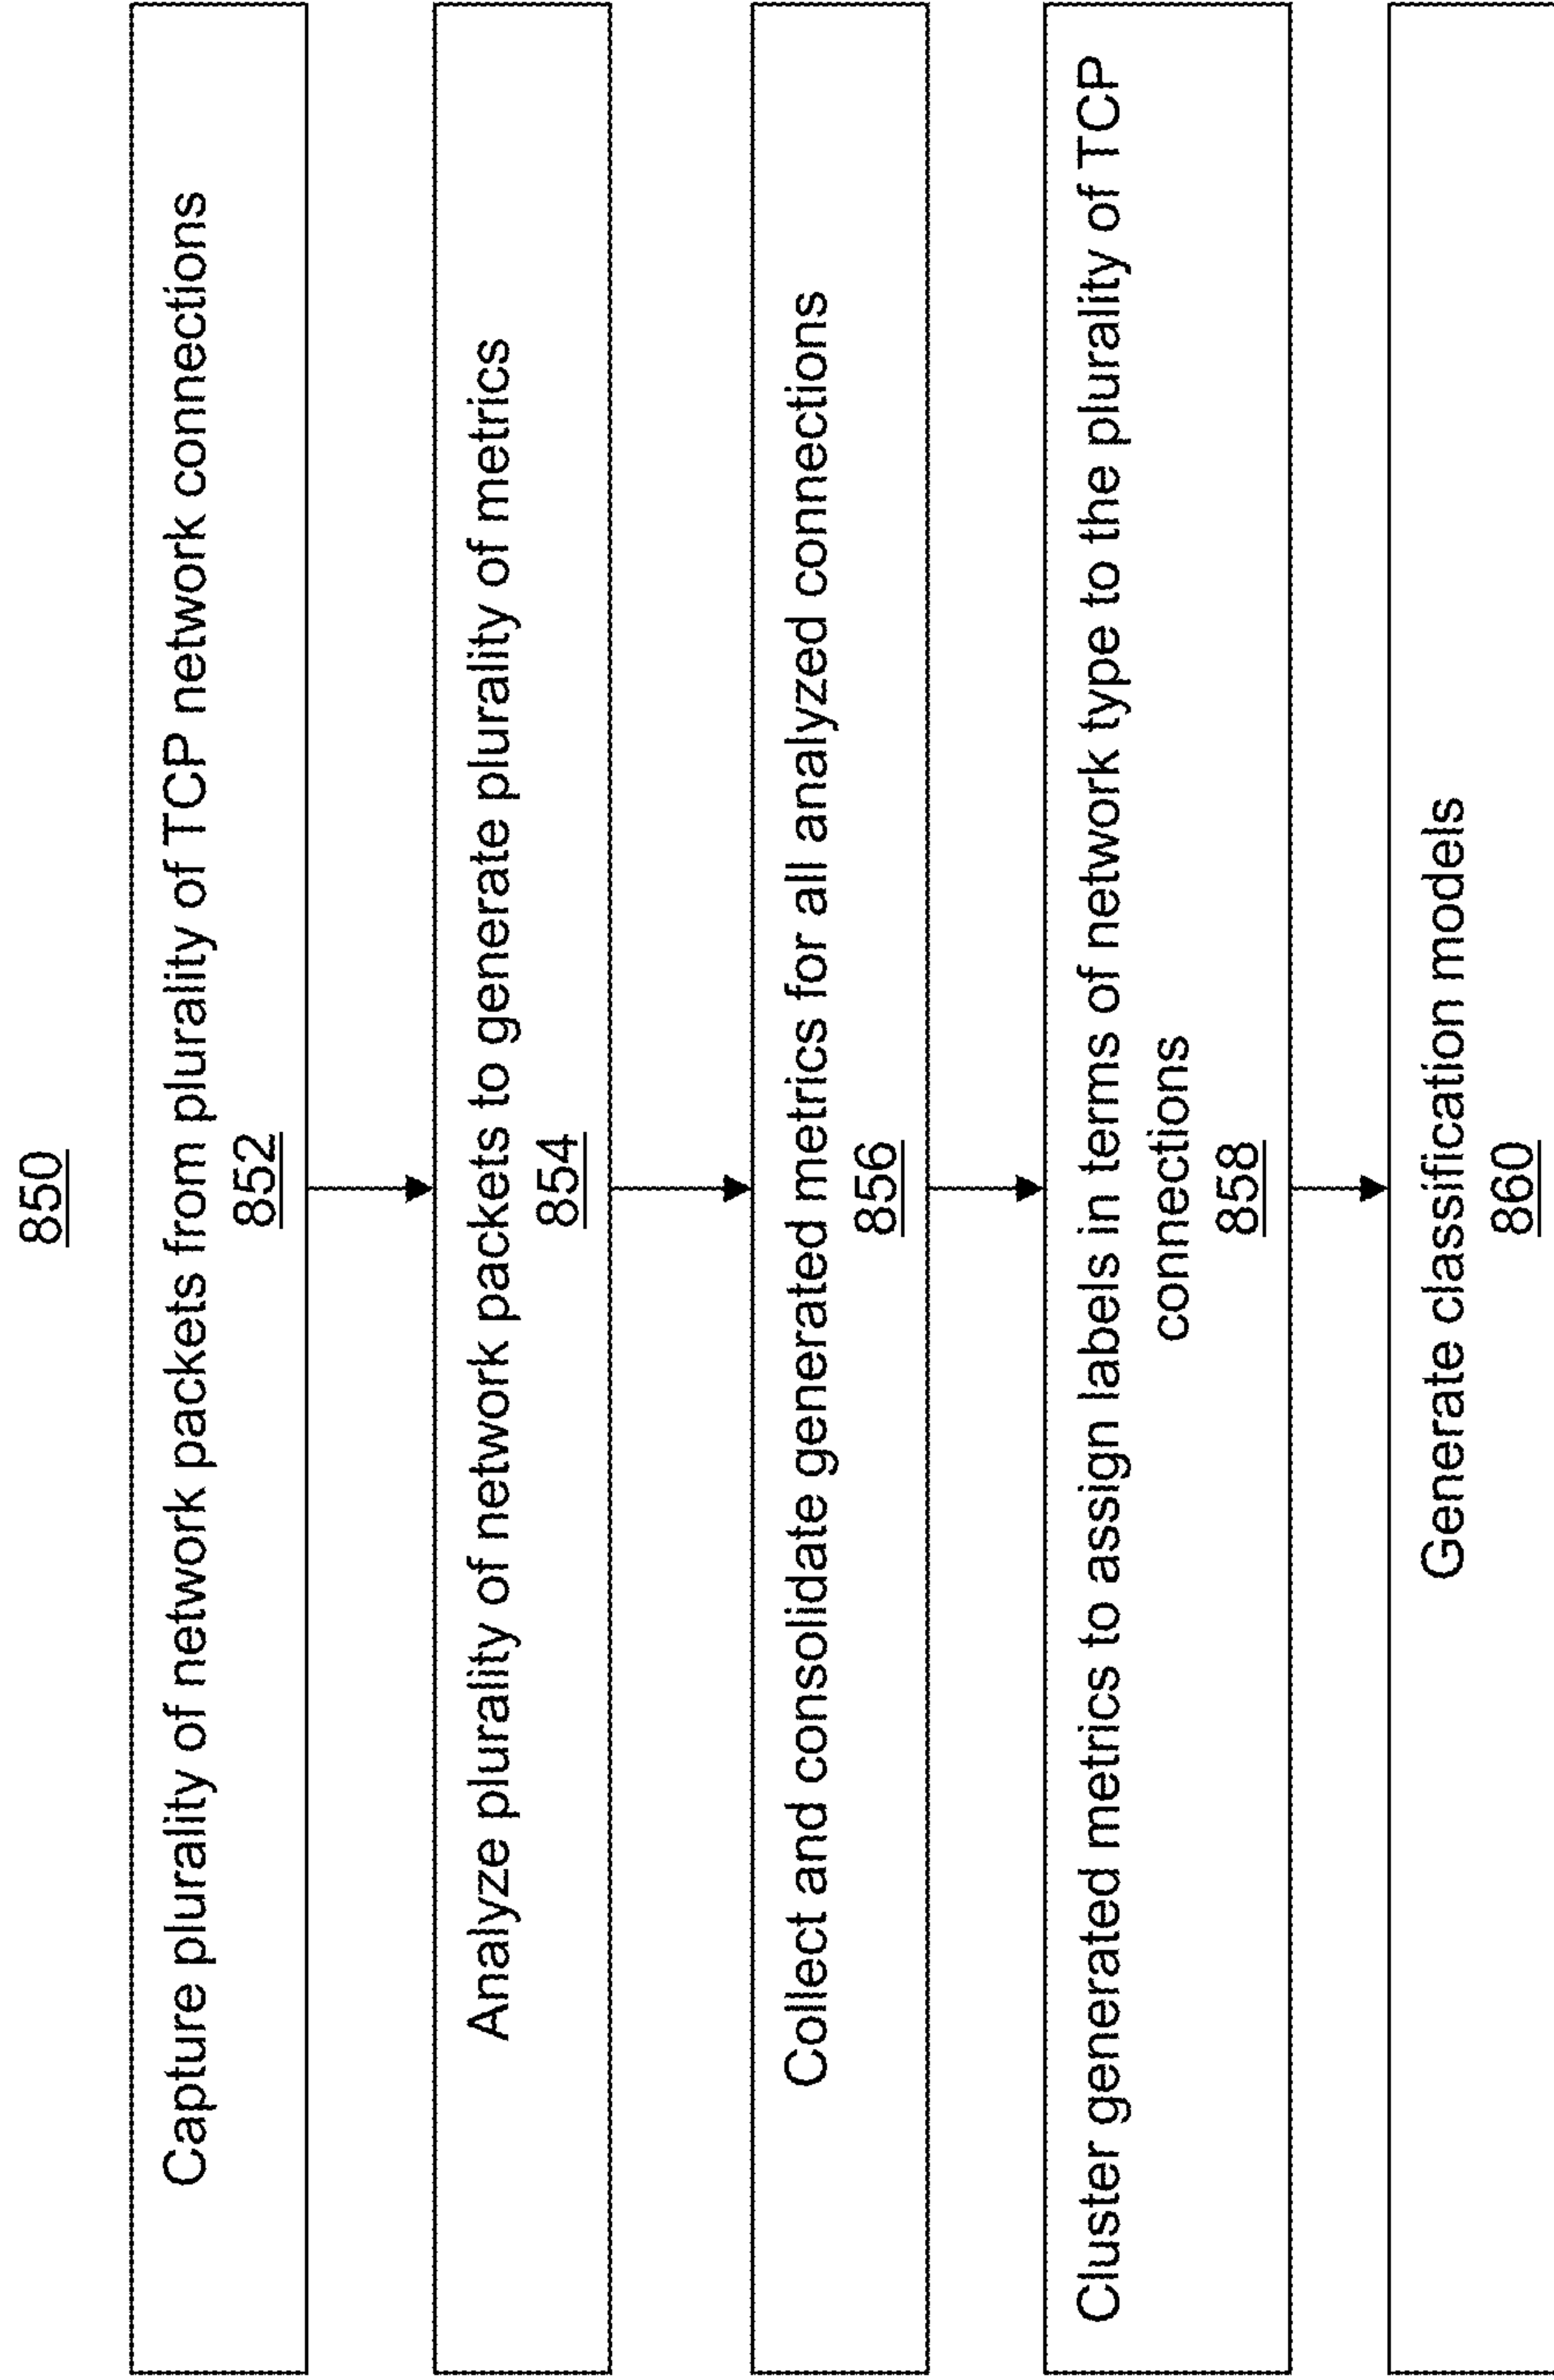 850
Capture plurality of network packets from plurality of TCP network connections
852
Analyze plurality of network packets to generate plurality of metrics
854
Collect and consolidate generated metrics for all analyzed connections
856
Cluster generated metrics to assign labels in terms of network type to the plurality of TCP
connections
858
Generate classification models
860